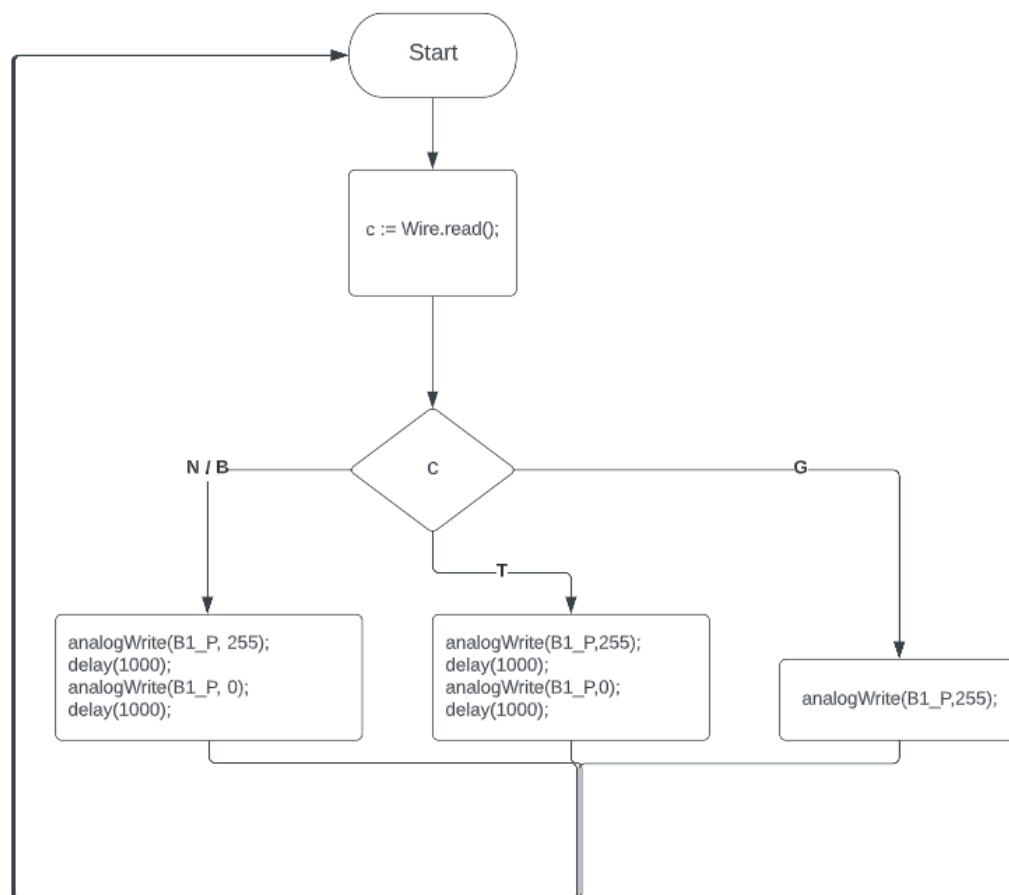 Start
c := Wire.read();
c
N / B
G
T
analogWrite(B1_P, 255);
delay(1000);
analogWrite(B1_P, 0);
delay(1000);
analogWrite(B1_P,255);
delay(1000);
analogWrite(B1_P,0);
delay(1000);
analogWrite(B1_P,255);